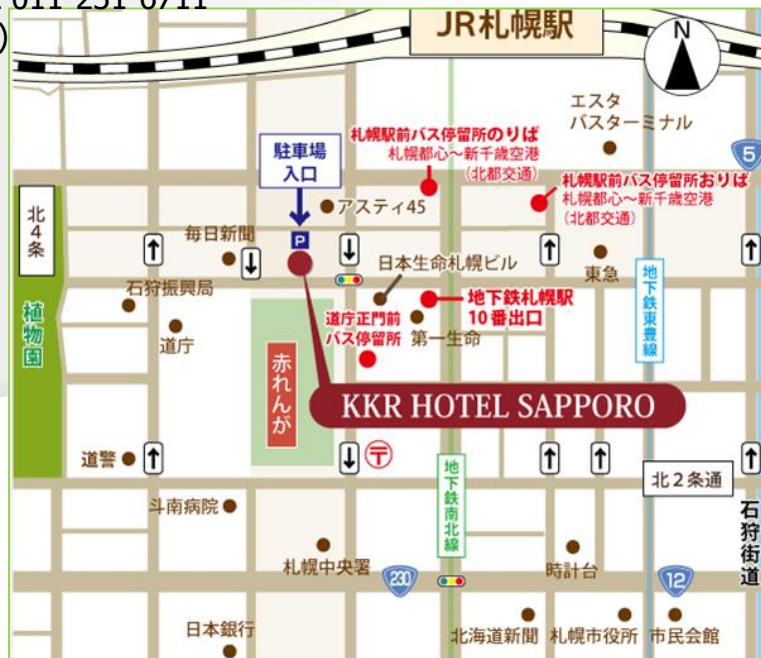 011-231-6711
)
JR札幌駅
N
エスタ
バスターミナル
5
駐車場
入口
札幌駅前バス停留所のりば
札幌都心〜新千歳空港
(北都交通)
札幌駅前バス停留所おりば
札幌都心〜新千歳空港
(北都交通)
北4条
アスティ45
毎日新聞
P
日本生命札幌ビル
東急
地下鉄東豊線
石狩振興局
植物園
道庁
道庁正門前
バス停留所
地下鉄札幌駅
10番出口
第一生命
赤れんが
KKR HOTEL SAPPORO
道警
〒
地下鉄南北線
北2条通
斗南病院
石狩街道
札幌中央署
230
時計台
12
日本銀行
北海道新聞
札幌市役所
市民会館